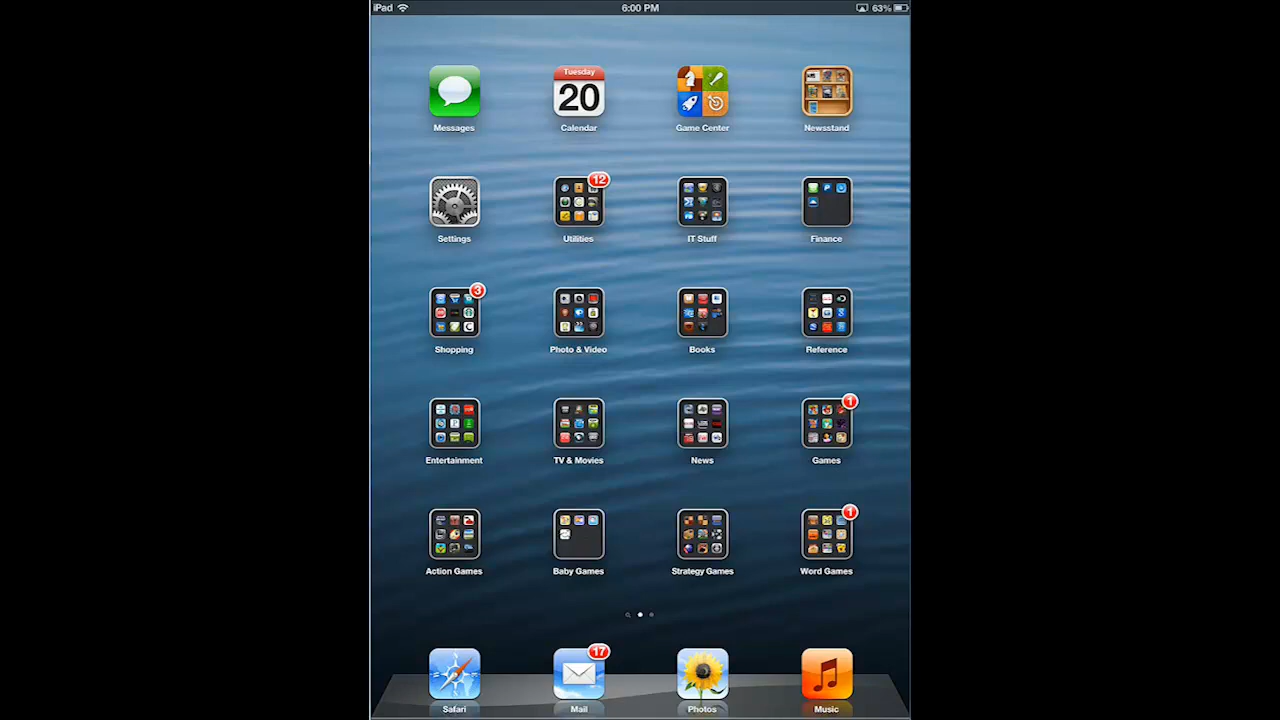 iPad 6:00 PM 63%
Tuesday
20
Messages Calendar Game Center Newsstand
12
Settings Utilities IT Stuff Finance
3
Shopping Photo & Video Books Reference
1
Entertainment TV & Movies News Games
1
Action Games Baby Games Strategy Games Word Games
17
Safari Mail Photos Music